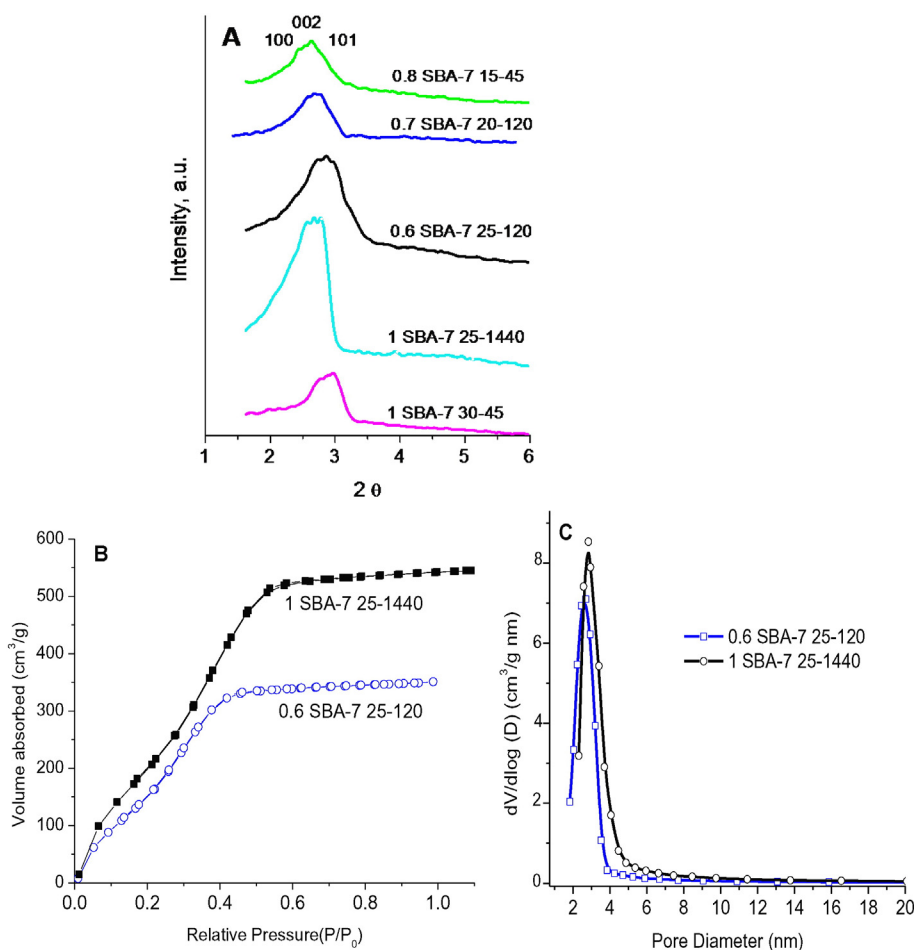 A
002
100 101
0.8 SBA-7 15-45
0.7 SBA-7 20-120
0.6 SBA-7 25-120
1 SBA-7 25-1440
1 SBA-7 30-45
Intensity, a.u.
1 2 3 4 5 6
2 θ
B
600
500
400
300
200
100
0
1 SBA-7 25-1440
0.6 SBA-7 25-120
Volume absorbed (cm³/g)
0.0 0.2 0.4 0.6 0.8 1.0
Relative Pressure(P/P₀)
C
8
6
4
2
0
0.6 SBA-7 25-120
1 SBA-7 25-1440
dV/dlog (D) (cm³/g nm)
2 4 6 8 10 12 14 16 18 20
Pore Diameter (nm)